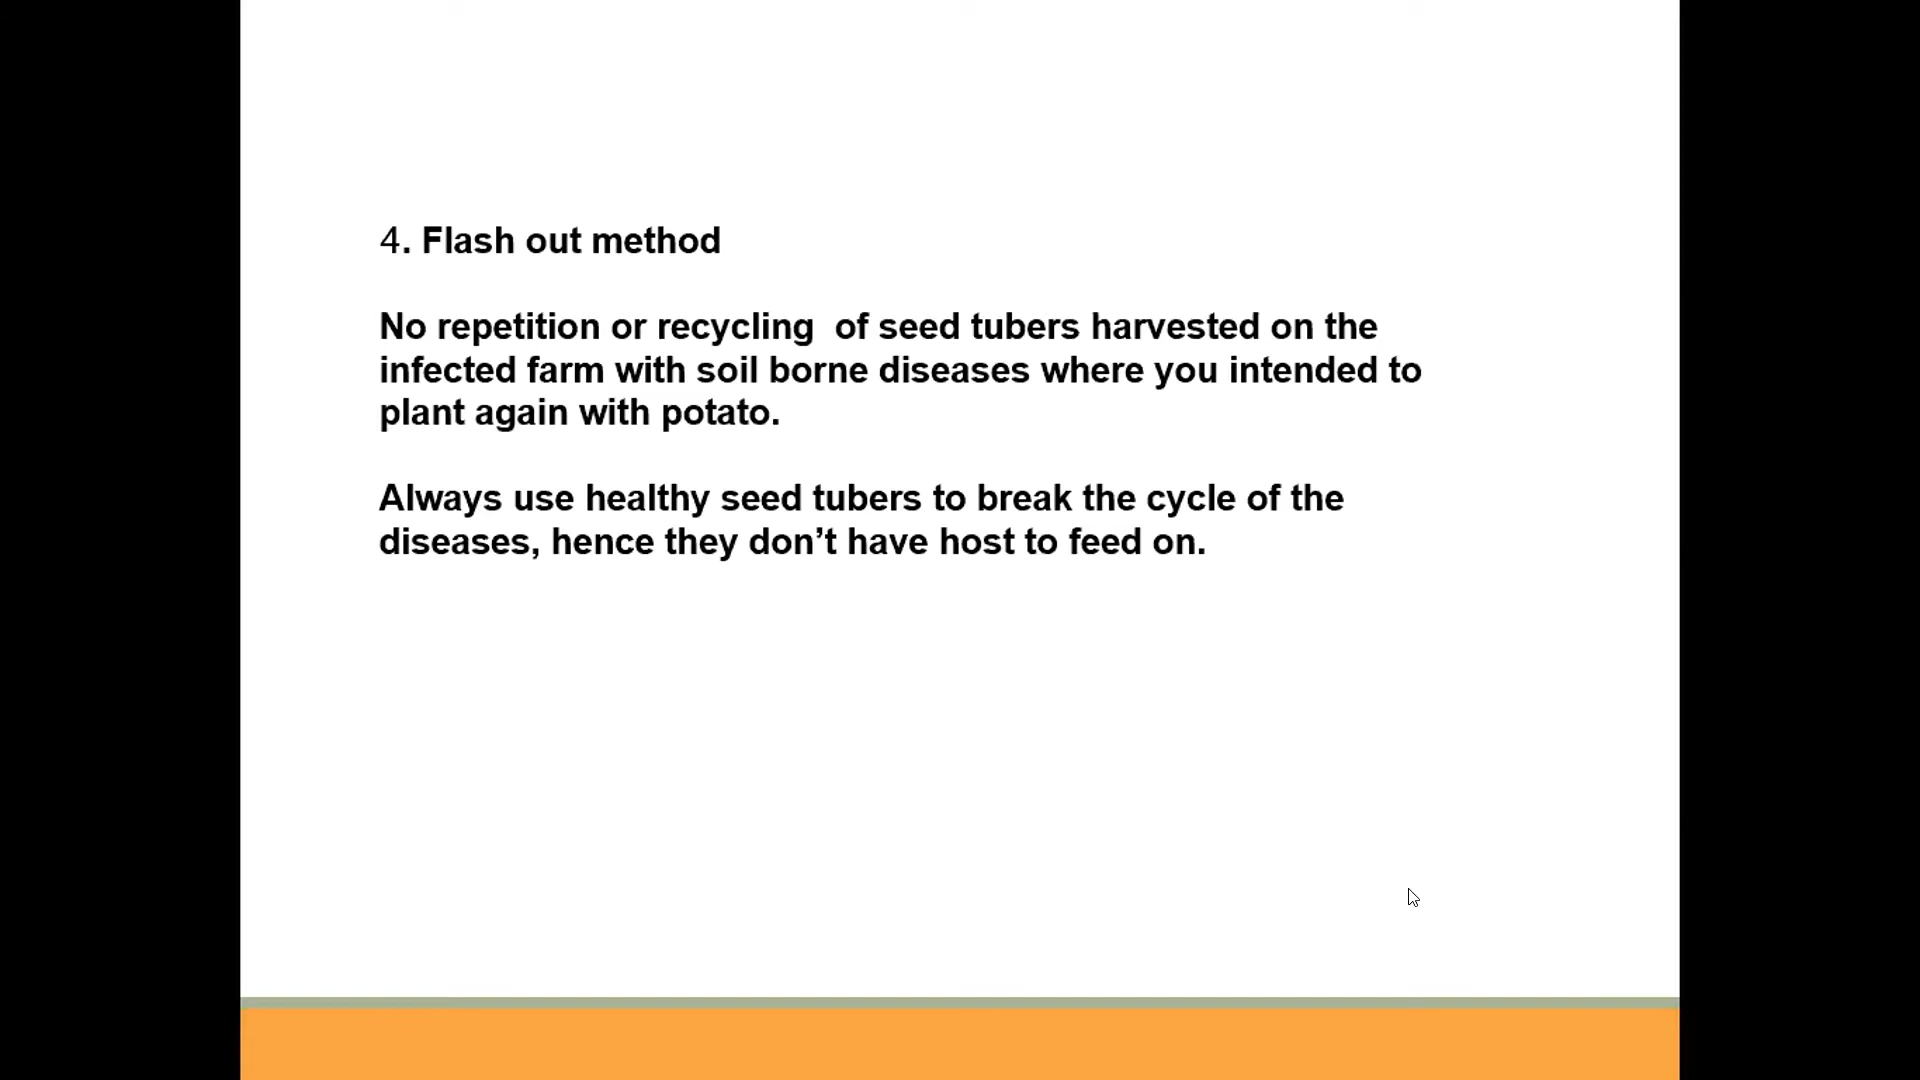 4. Flash out method
No repetition or recycling  of seed tubers harvested on the
infected farm with soil borne diseases where you intended to
plant again with potato.
Always use healthy seed tubers to break the cycle of the
diseases, hence they don’t have host to feed on.